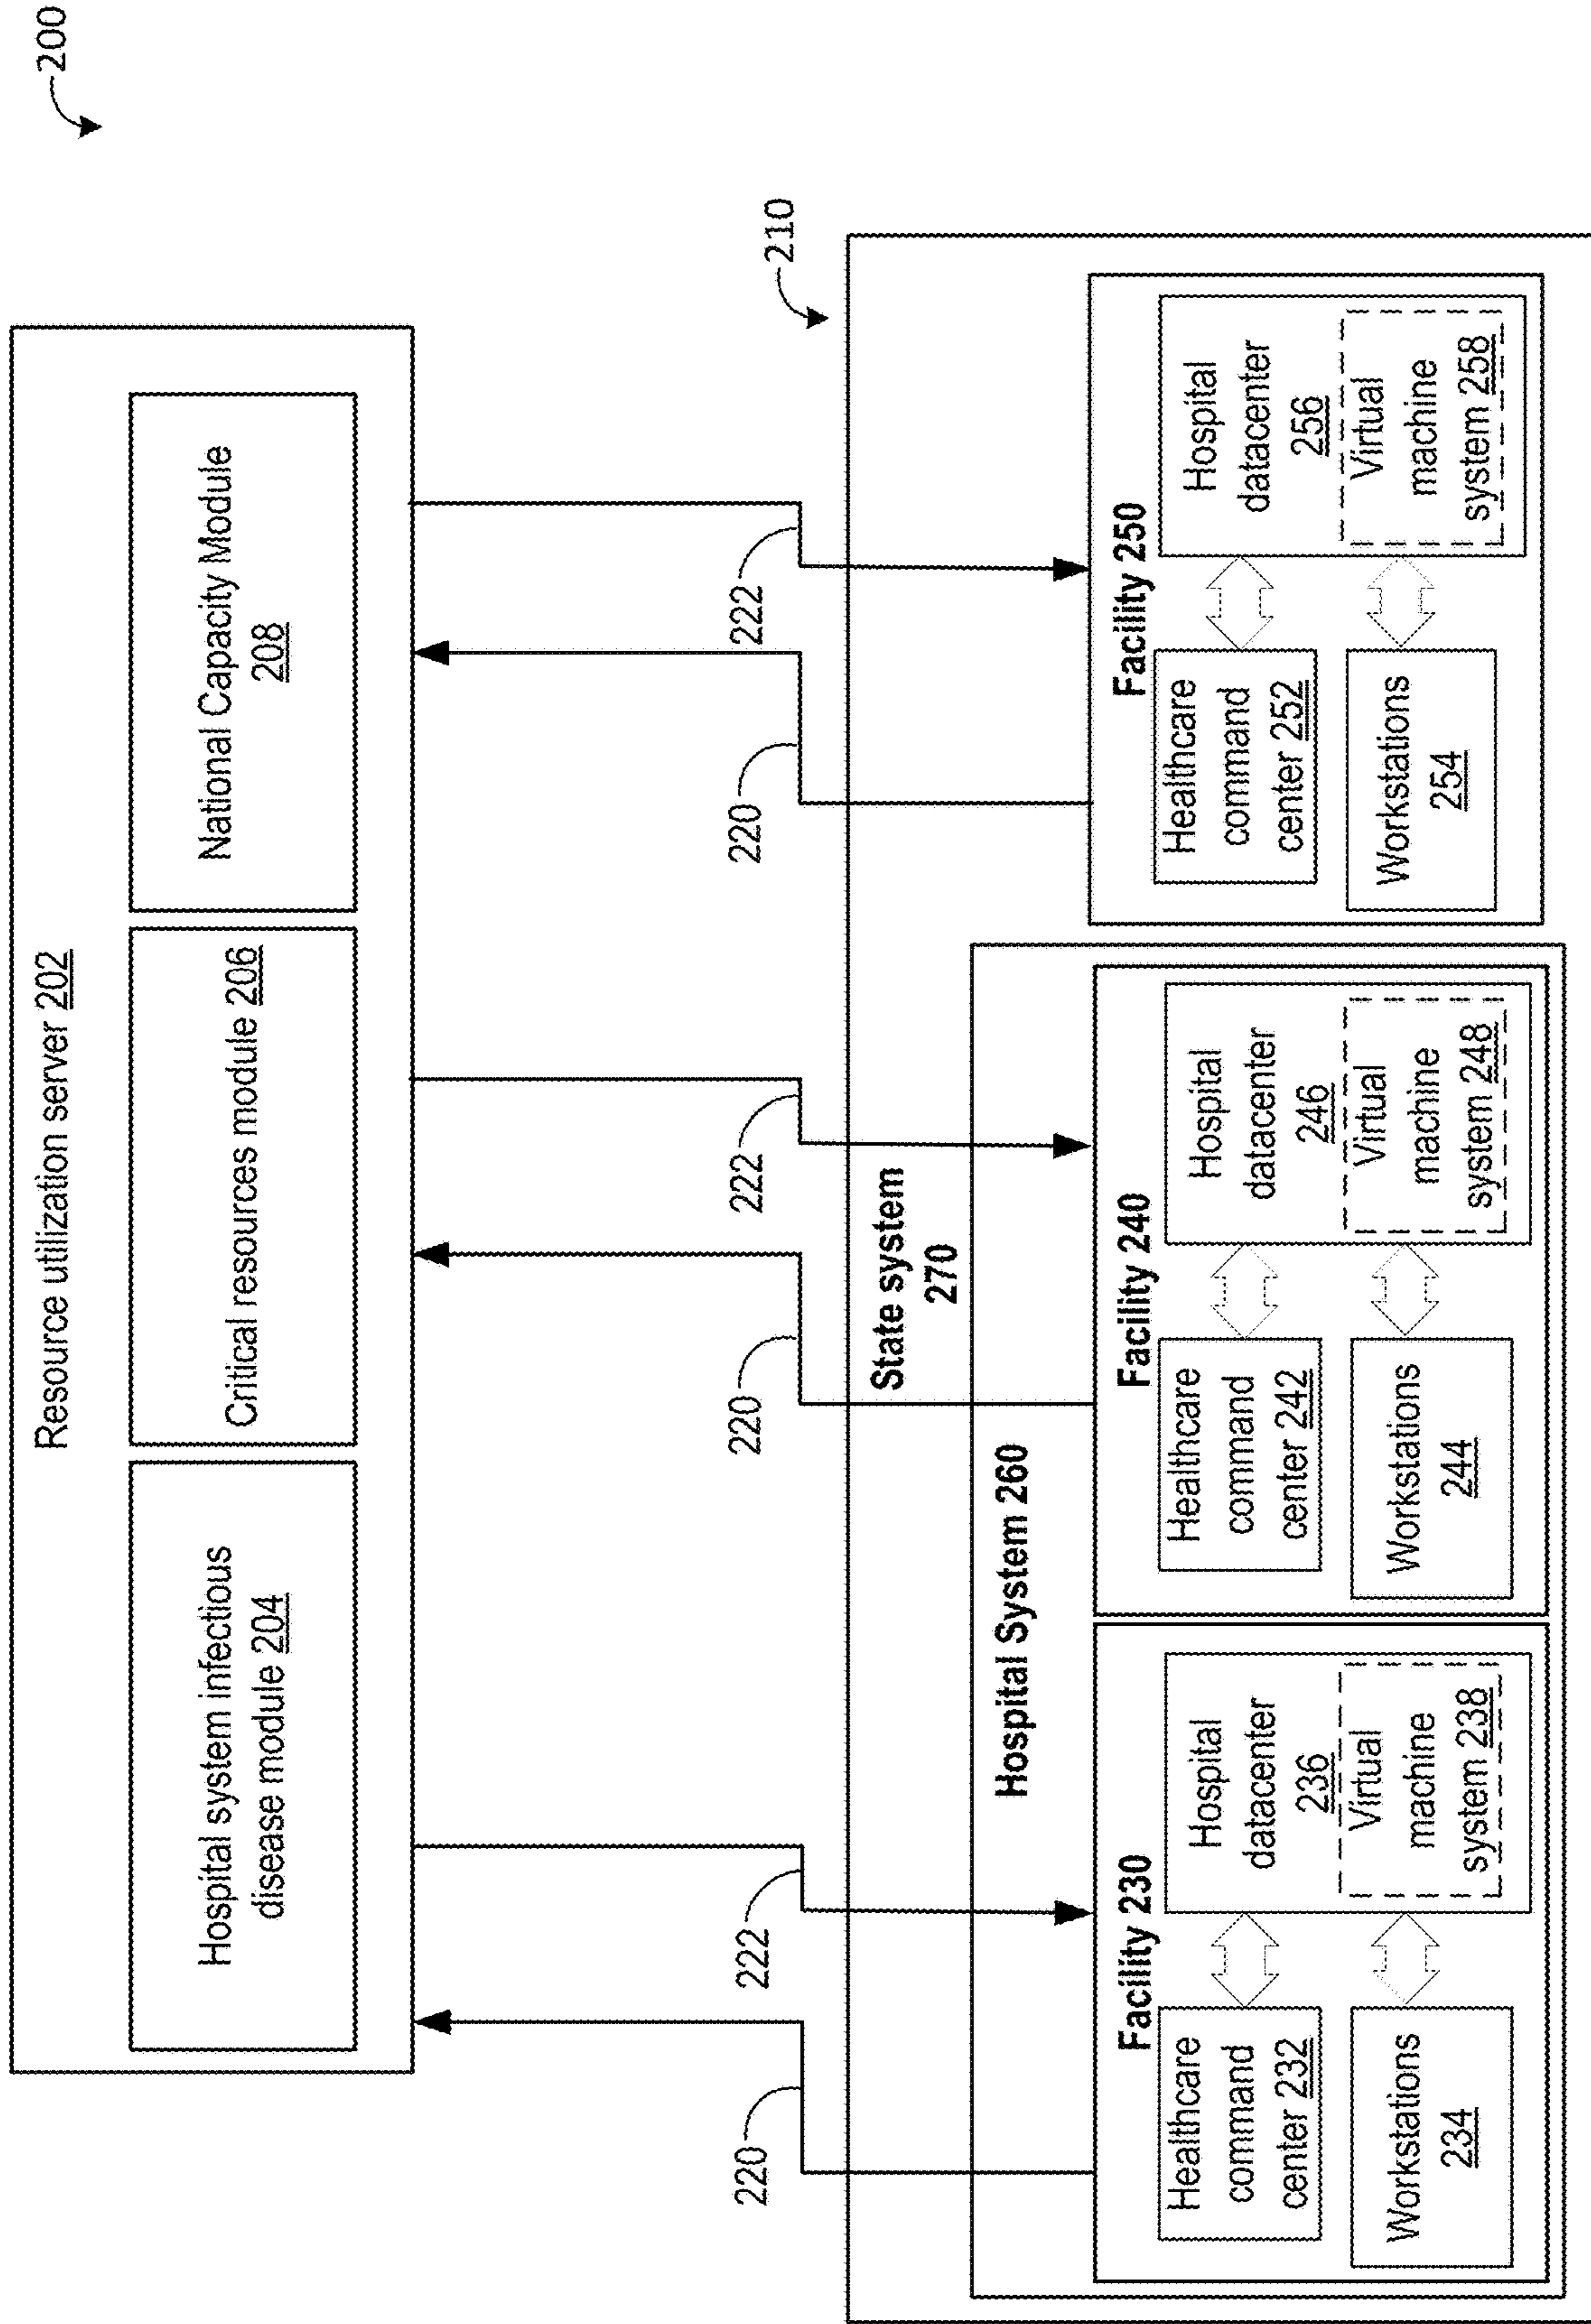 200
Resource utilization server 202
Hospital system infectious
disease module 204
Critical resources module 206
National Capacity Module
208
220
222
220
222
220
222
210
State system
270
Hospital System 260
Facility 230
Healthcare
command
center 232
Workstations
234
Hospital
datacenter
236
Virtual
machine
system 238
Facility 240
Healthcare
command
center 242
Workstations
244
Hospital
datacenter
246
Virtual
machine
system 248
Facility 250
Healthcare
command
center 252
Workstations
254
Hospital
datacenter
256
Virtual
machine
system 258